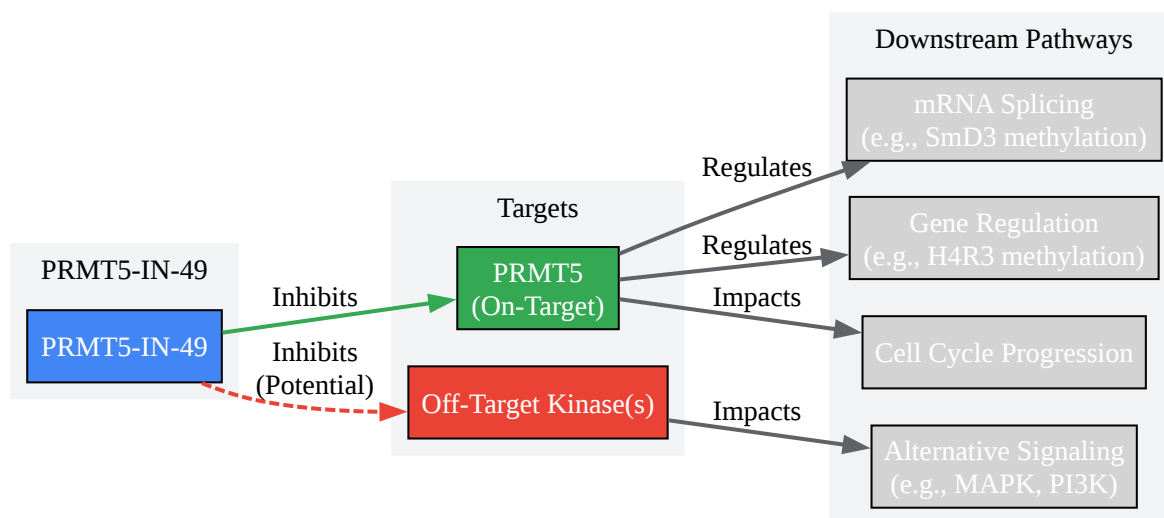 PRMT5-IN-49
PRMT5-IN-49
Inhibits
Inhibits
(Potential)
Targets
PRMT5
(On-Target)
Off-Target Kinase(s)
Regulates
Regulates
Impacts
Impacts
Downstream Pathways
mRNA Splicing
(e.g., SmD3 methylation)
Gene Regulation
(e.g., H4R3 methylation)
Cell Cycle Progression
Alternative Signaling
(e.g., MAPK, PI3K)